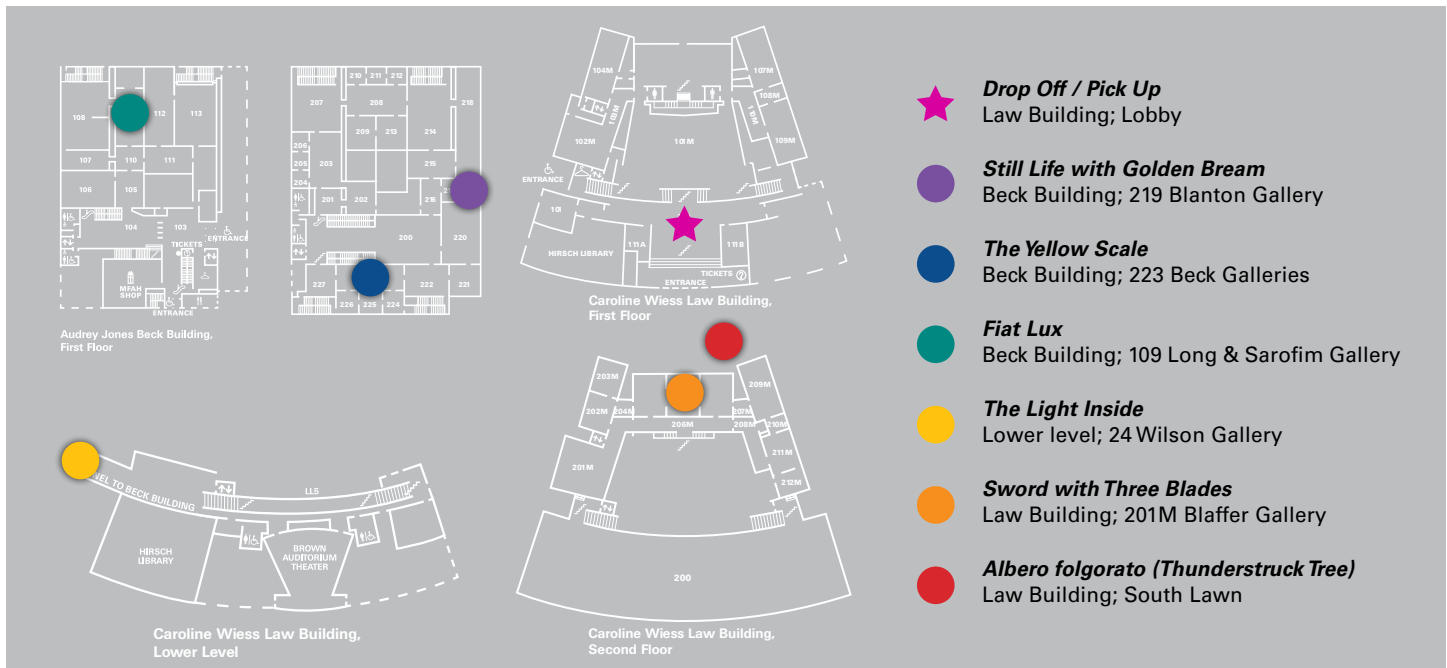 108
112
113
107
110
111
106
105
104
103
TICKETS
ENTRANCE
MFAH
SHOP
ENTRANCE
Audrey Jones Beck Building,
First Floor
210
211
212
207
208
218
209
213
214
206
205
203
215
204
201
202
216
200
220
227
222
221
226
225
224
104M
107M
108M
103M
110M
102M
101M
109M
ENTRANCE
101
HIRSCH LIBRARY
111A
111B
TICKETS
ENTRANCE
Caroline Wiess Law Building,
First Floor
NEL TO BECK BUILDING
LLS
HIRSCH
LIBRARY
BROWN
AUDITORIUM
THEATER
Caroline Wiess Law Building,
Lower Level
203M
209M
202M
204M
207M
206M
208M
210M
201M
211M
212M
200
Caroline Wiess Law Building,
Second Floor
Drop Off / Pick Up
Law Building; Lobby
Still Life with Golden Bream
Beck Building; 219 Blanton Gallery
The Yellow Scale
Beck Building; 223 Beck Galleries
Fiat Lux
Beck Building; 109 Long & Sarofim Gallery
The Light Inside
Lower level; 24 Wilson Gallery
Sword with Three Blades
Law Building; 201M Blaffer Gallery
Albero folgorato (Thunderstruck Tree)
Law Building; South Lawn